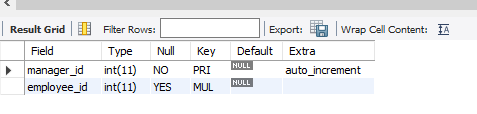 Result Grid Filter Rows: Export: Wrap Cell Content: IA
Field Type Null Key Default Extra
manager_id int(11) NO PRI NULL auto_increment
employee_id int(11) YES MUL NULL